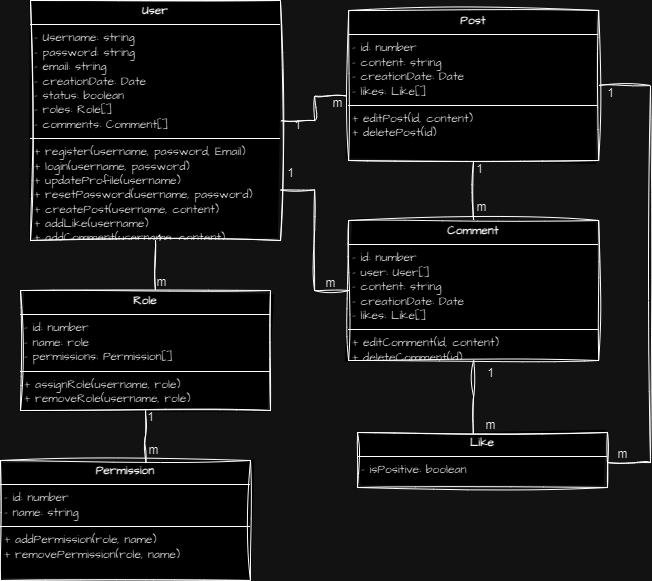 User
- Username: string
- password: string
- email: string
- creationDate: Date
- status: boolean
- roles: Role[]
- comments: Comment[]
+ register(username, password, Email)
+ login(username, password)
+ updateProfile(username)
+ resetPassword(username, password)
+ createPost(username, content)
+ addLike(username)
+ addComment(username, content)
1
m
1
m
m
Post
- id: number
- content: string
- creationDate: Date
- likes: Like[]
+ editPost(id, content)
+ deletePost(id)
1
1
m
Comment
- id: number
- user: User[]
- content: string
- creationDate: Date
- likes: Like[]
+ editComment(id, content)
+ deleteComment(id)
1
m
Role
- id: number
- name: role
- permissions: Permission[]
+ assignRole(username, role)
+ removeRole(username, role)
1
m
Like
- isPositive: boolean
m
Permission
- id: number
- name: string
+ addPermission(role, name)
+ removePermission(role, name)